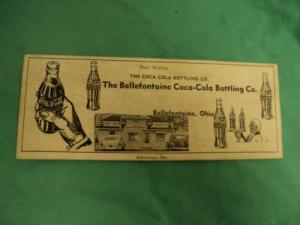 Best Wishes
THE COCA COLA BOTTLING CO.
The Bellefontaine Coca-Cola Bottling Co.
Bellefontaine, Ohio